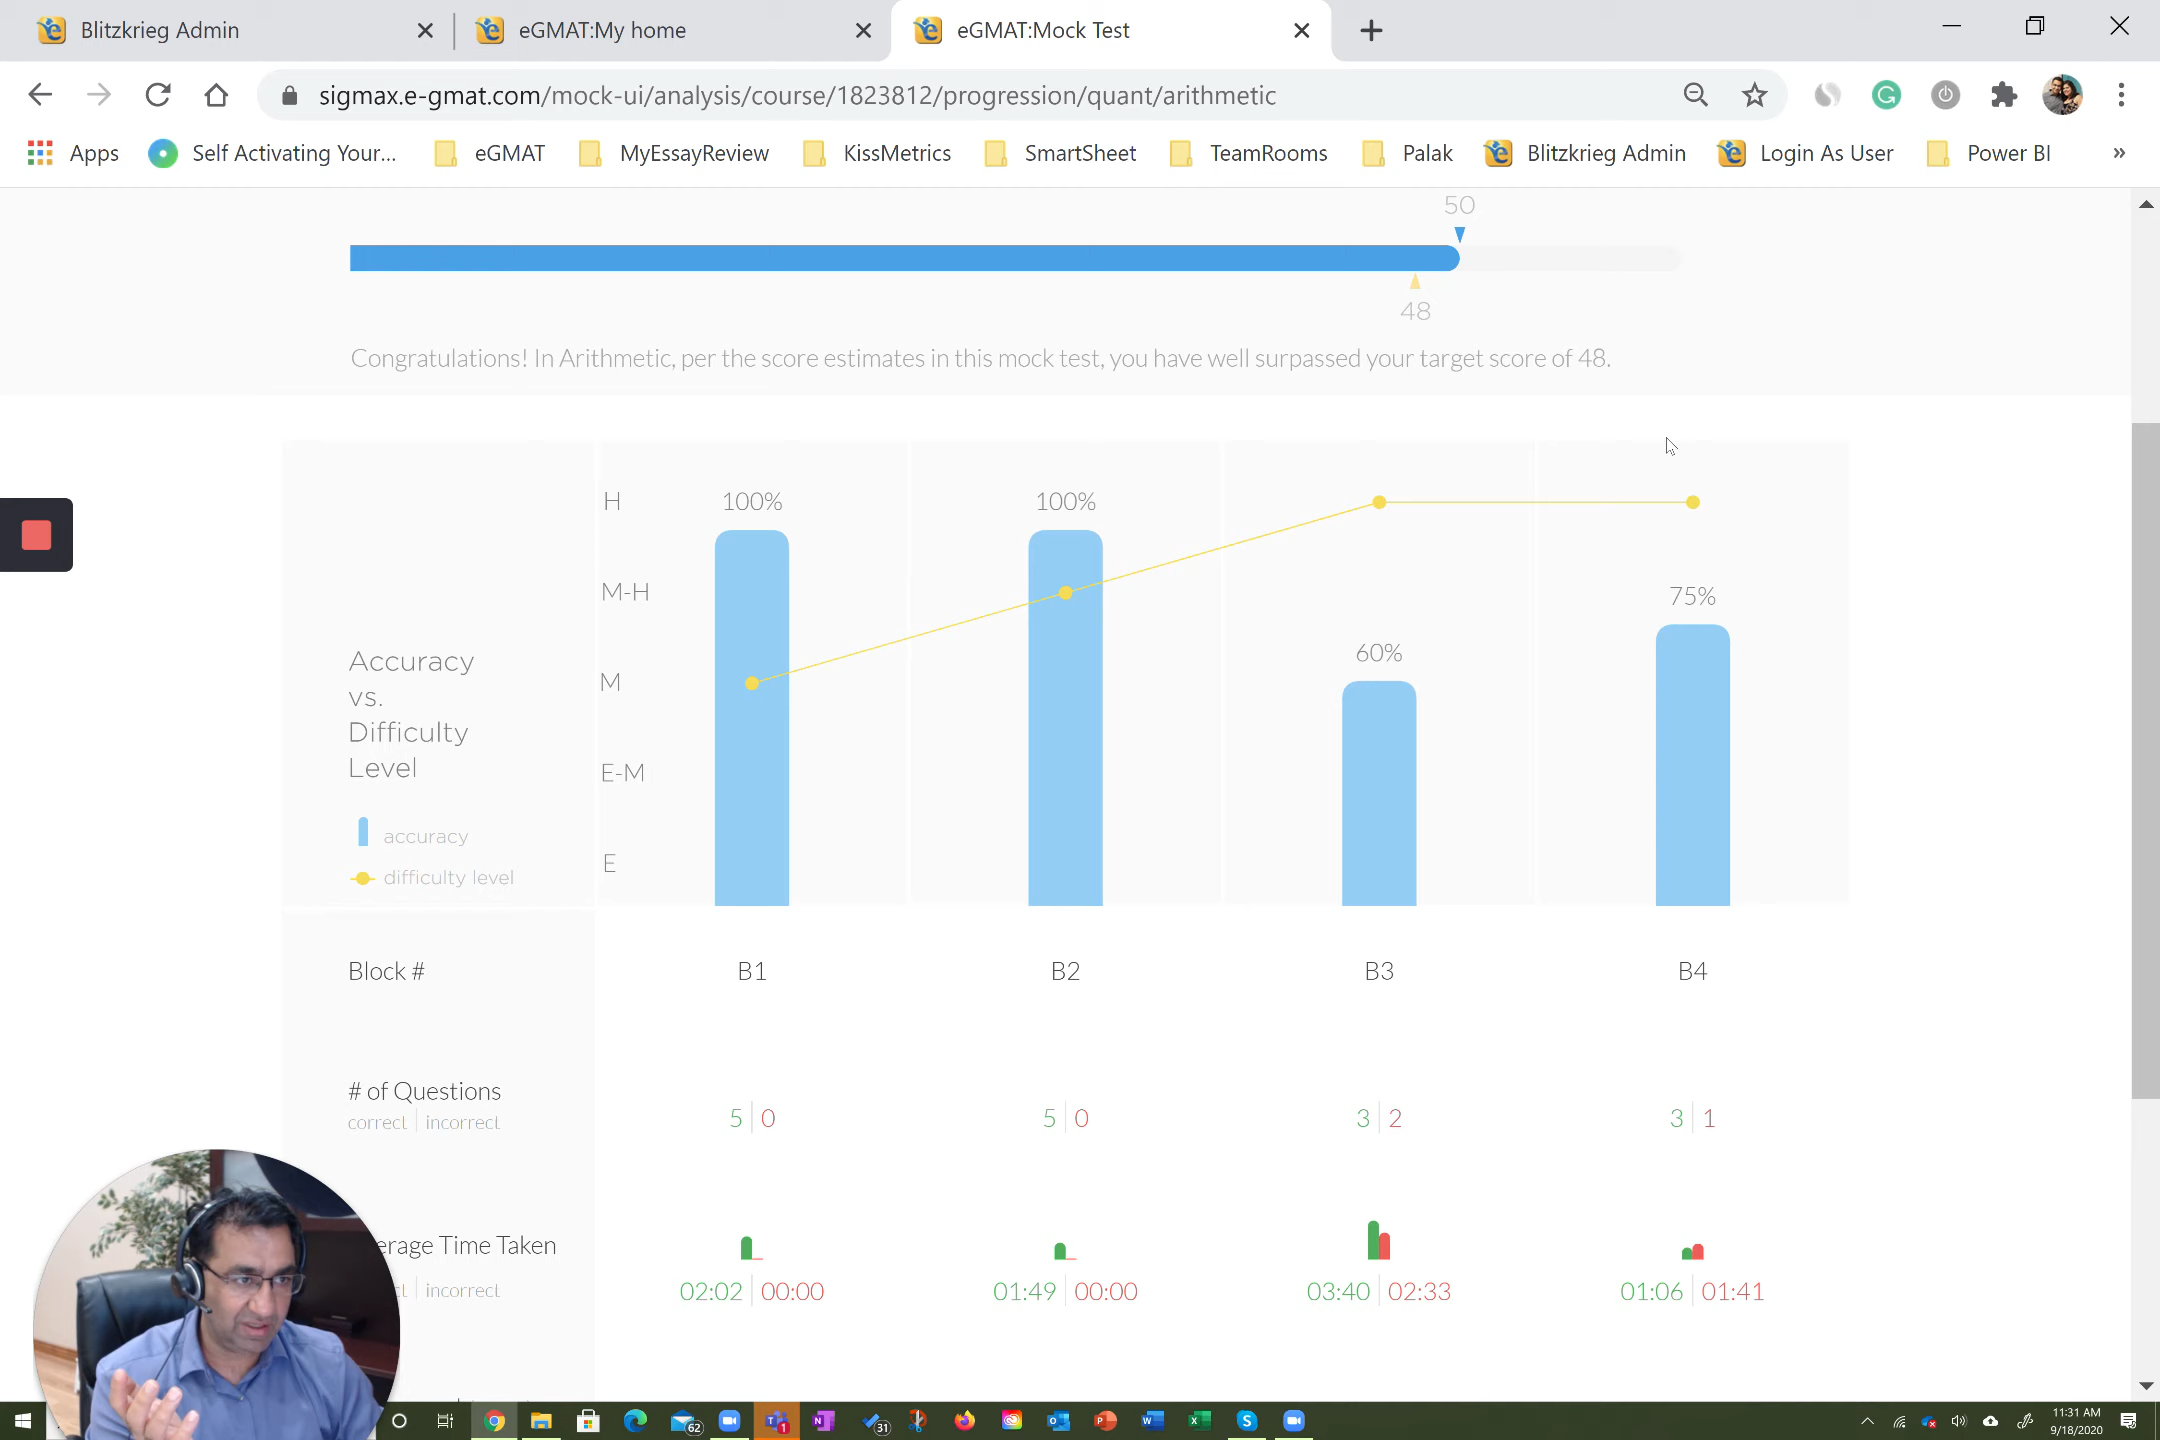 Blitzkrieg Admin
eGMAT:My home
eGMAT:Mock Test
sigmax.e-gmat.com/mock-ui/analysis/course/1823812/progression/quant/arithmetic
Apps
Self Activating Your...
eGMAT
MyEssayReview
KissMetrics
SmartSheet
TeamRooms
Palak
Blitzkrieg Admin
Login As User
Power BI
»
50
48
Congratulations! In Arithmetic, per the score estimates in this mock test, you have well surpassed your target score of 48.
H
M-H
M
E-M
E
100%
100%
60%
75%
Accuracy
vs.
Difficulty
Level
accuracy
difficulty level
Block #
B1
B2
B3
B4
# of Questions
correct | incorrect
5 | 0
5 | 0
3 | 2
3 | 1
erage Time Taken
incorrect
02:02 | 00:00
01:49 | 00:00
03:40 | 02:33
01:06 | 01:41
62
1
31
11:31 AM
9/18/2020